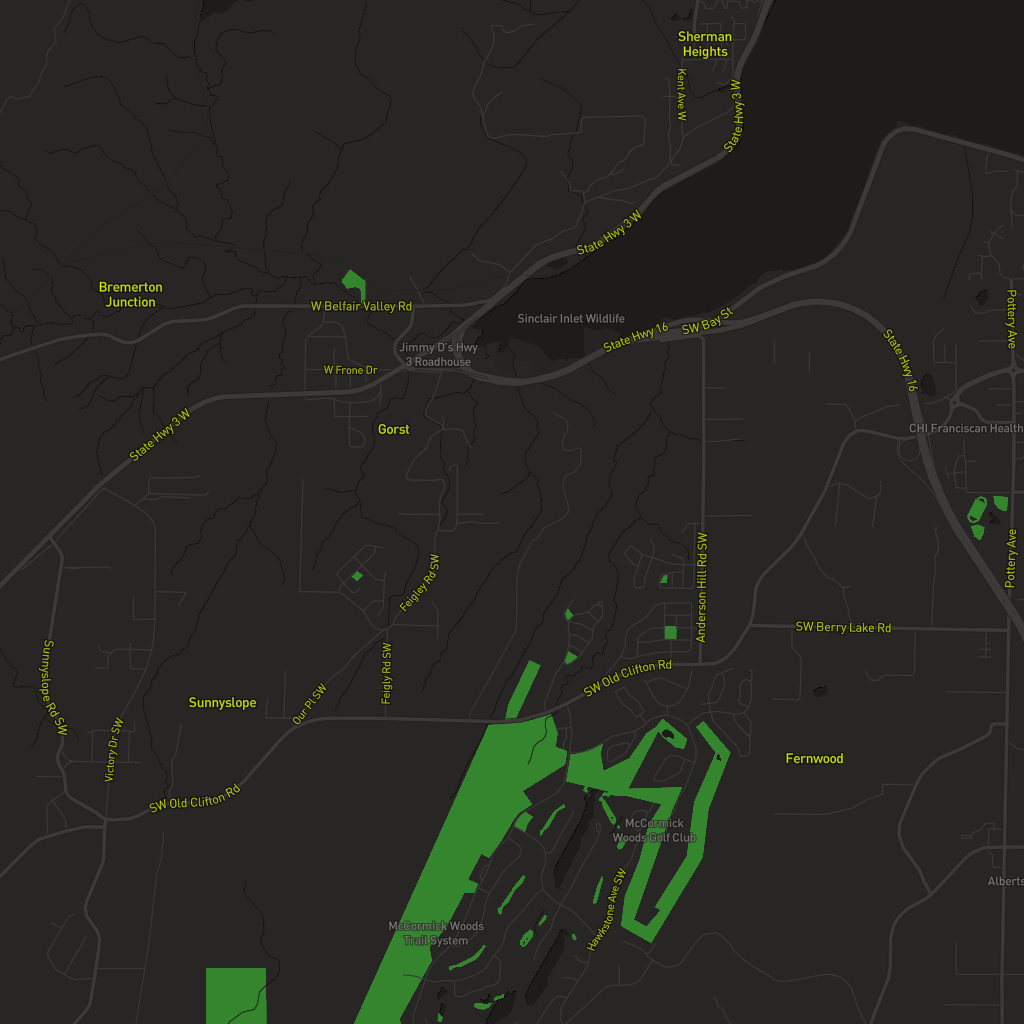 Sherman
Heights
Kent Ave W
State Hwy 3 W
State Hwy 3 W
Bremerton
Junction
W Belfair Valley Rd
Sinclair Inlet Wildlife
SW Bay St
State Hwy 16
Pottery Ave
Jimmy D's Hwy
3 Roadhouse
State Hwy 16
W Frone Dr
State Hwy 3 W
Gorst
CHI Franciscan Health
Feigley Rd SW
Anderson Hill Rd SW
Pottery Ave
SW Berry Lake Rd
Sunnyslope Rd SW
Feigly Rd SW
SW Old Clifton Rd
Sunnyslope
Our Pl SW
Victory Dr SW
Fernwood
SW Old Clifton Rd
McCormick
Woods Golf Club
Alberts
Hawkstone Ave SW
McCormick Woods
Trail System